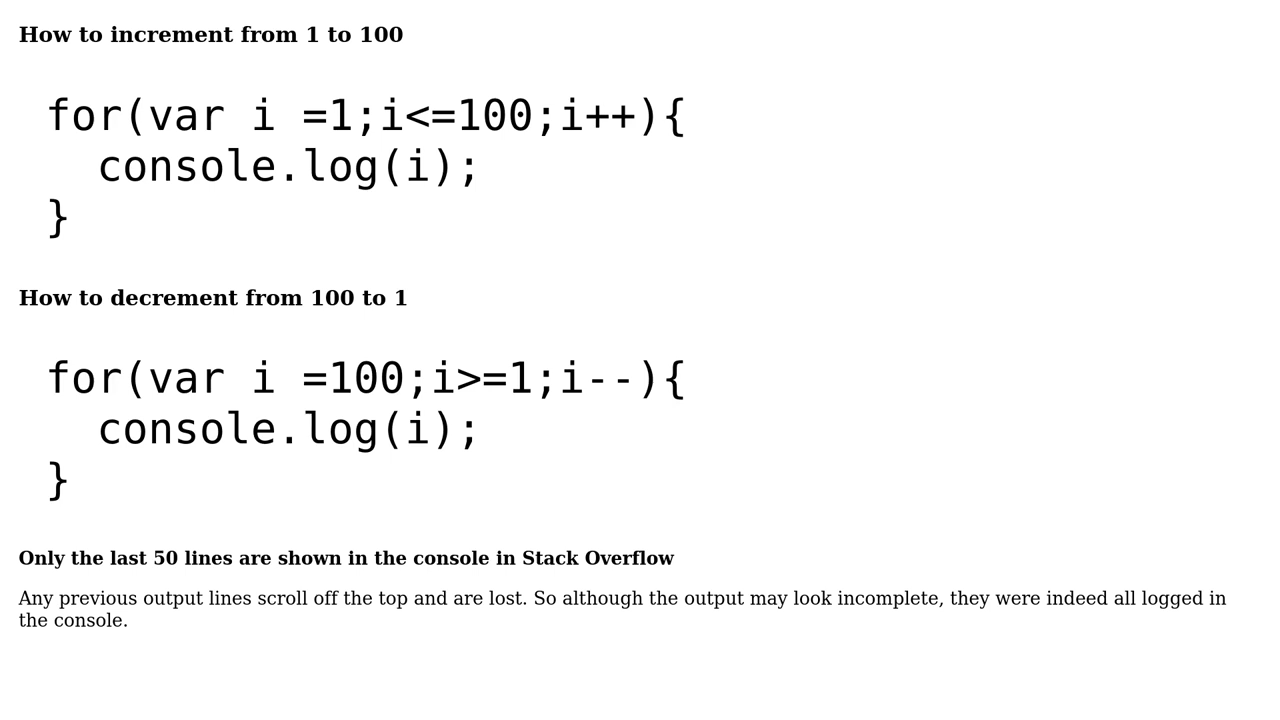 How to increment from 1 to 100
for(var i =1;i<=100;i++){
  console.log(i);
}
How to decrement from 100 to 1
for(var i =100;i>=1;i--){
  console.log(i);
}
Only the last 50 lines are shown in the console in Stack Overflow
Any previous output lines scroll off the top and are lost. So although the output may look incomplete, they were indeed all logged in
the console.